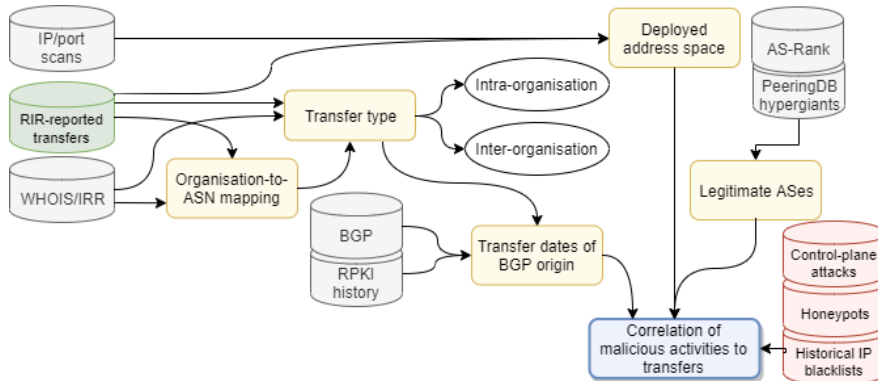 IP/port
scans
Deployed
address space
AS-Rank
PeeringDB
hypergiants
RIR-reported
transfers
Transfer type
Intra-organisation
Inter-organisation
WHOIS/IRR
Organisation-to-
ASN mapping
Legitimate ASes
BGP
RPKI
history
Transfer dates of
BGP origin
Control-plane
attacks
Honeypots
Historical IP
blacklists
Correlation of
malicious activities to
transfers